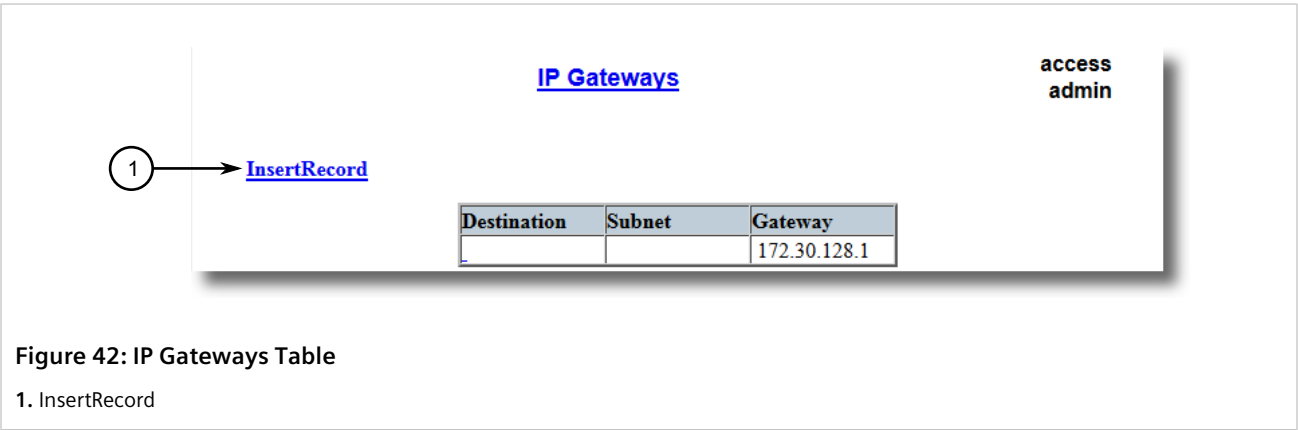 IP Gateways
access
admin
1
InsertRecord
Destination Subnet Gateway
172.30.128.1
Figure 42: IP Gateways Table
1. InsertRecord